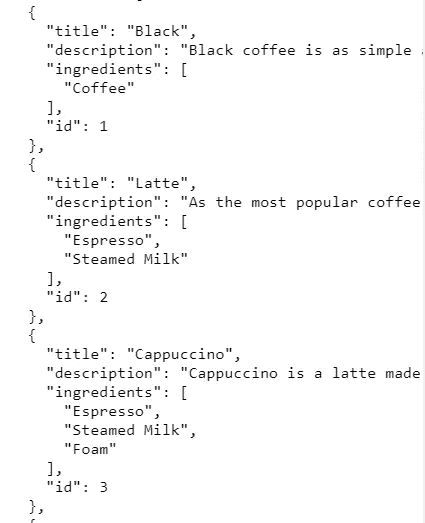 {
"title": "Black",
"description": "Black coffee is as simple
"ingredients": [
"Coffee"
],
"id": 1
},
{
"title": "Latte",
"description": "As the most popular coffee
"ingredients": [
"Espresso",
"Steamed Milk"
],
"id": 2
},
{
"title": "Cappuccino",
"description": "Cappuccino is a latte made
"ingredients": [
"Espresso",
"Steamed Milk",
"Foam"
],
"id": 3
},